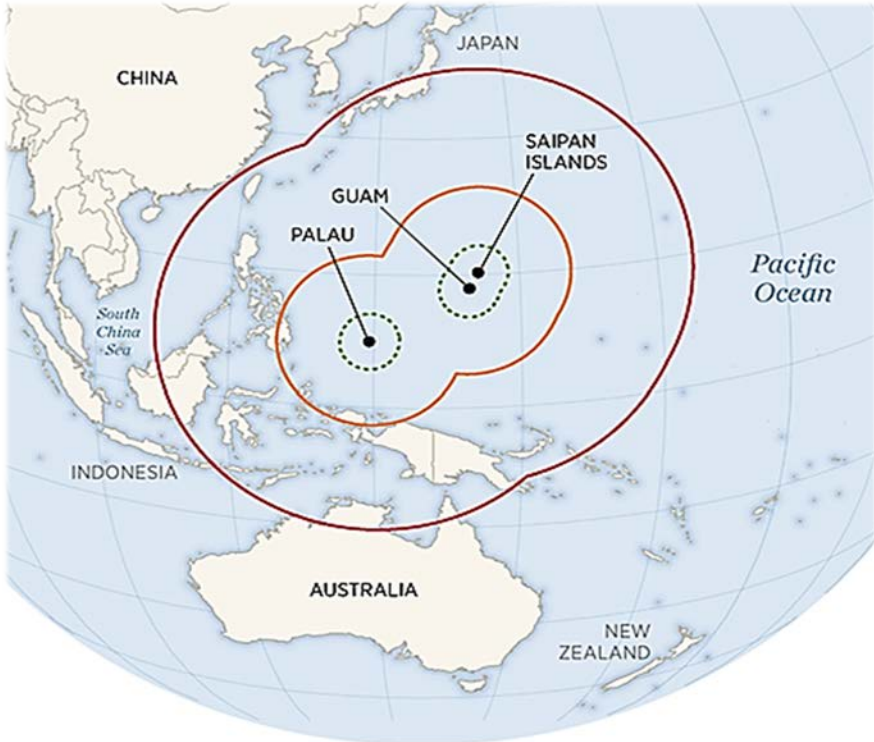 JAPAN
CHINA
SAIPAN
ISLANDS
GUAM
PALAU
Pacific
Ocean
South
China
Sea
INDONESIA
AUSTRALIA
NEW
ZEALAND